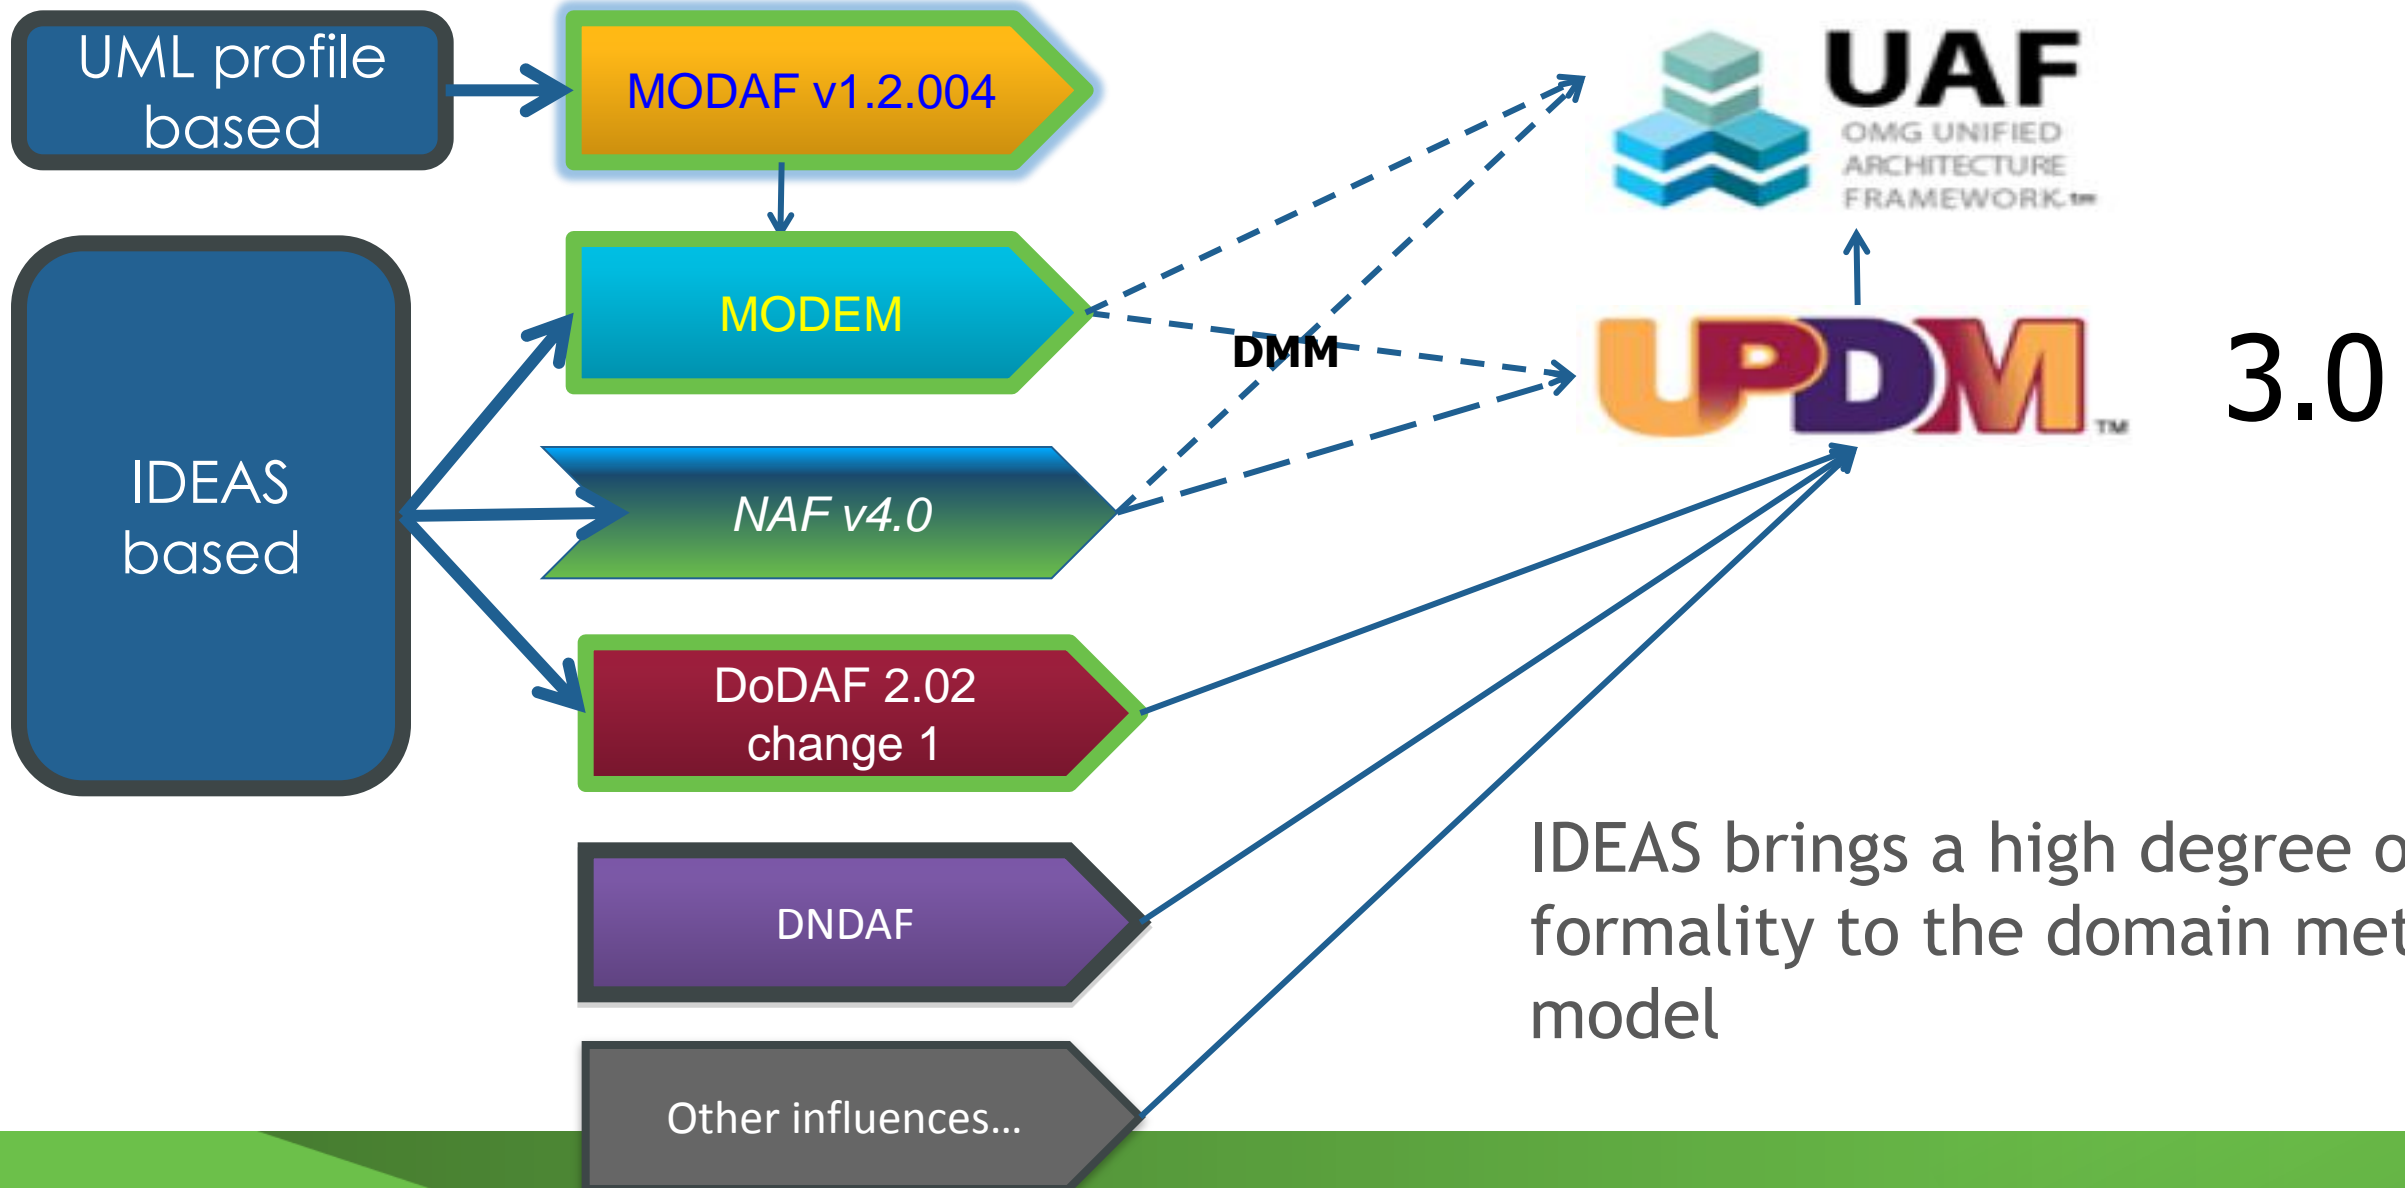 UML profile
based
MODAF v1.2.004
UAF
OMG UNIFIED
ARCHITECTURE
FRAMEWORK™
MODEM
DMM
UPDM™
3.0
IDEAS
based
NAF v4.0
DoDAF 2.02
change 1
DNDAF
IDEAS brings a high degree o
formality to the domain met
model
Other influences...